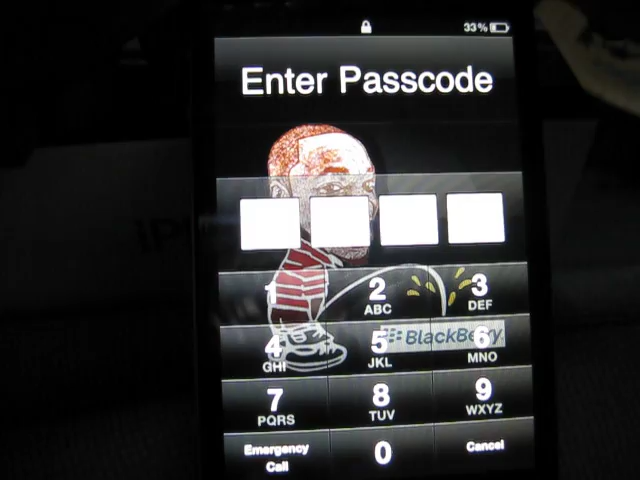 33%
Enter Passcode
1
2
ABC
3
DEF
4
GHI
5
JKL
6
MNO
BlackBerry
7
PQRS
8
TUV
9
WXYZ
Emergency
Call
0
Cancel